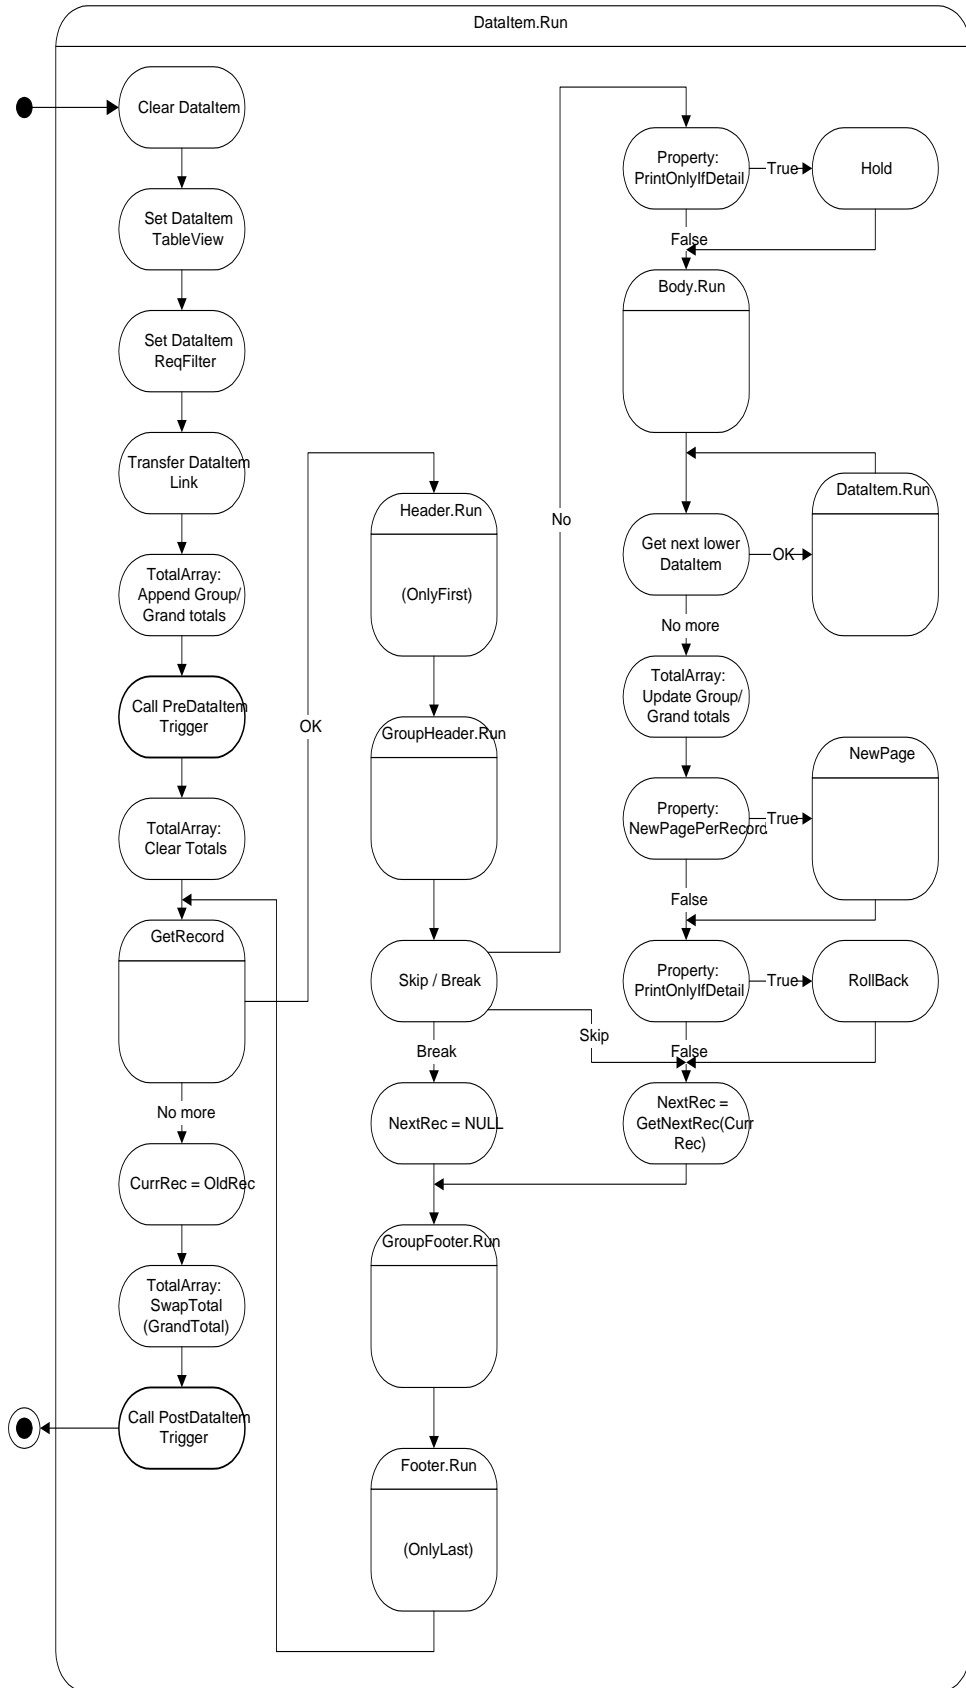 DataItem.Run
Clear DataItem
Set DataItem
TableView
Set DataItem
ReqFilter
Transfer DataItem
Link
TotalArray:
Append Group/
Grand totals
Call PreDataItem
Trigger
TotalArray:
Clear Totals
GetRecord
No more
CurrRec = OldRec
TotalArray:
SwapTotal
(GrandTotal)
Call PostDataItem
Trigger
OK
Header.Run
(OnlyFirst)
GroupHeader.Run
Skip / Break
Break
NextRec = NULL
GroupFooter.Run
Footer.Run
(OnlyLast)
No
Skip
Property:
PrintOnlyIfDetail
True
Hold
False
Body.Run
Get next lower
DataItem
OK
DataItem.Run
No more
TotalArray:
Update Group/
Grand totals
Property:
NewPagePerRecord
True
NewPage
False
Property:
PrintOnlyIfDetail
True
RollBack
False
NextRec =
GetNextRec(Curr
Rec)